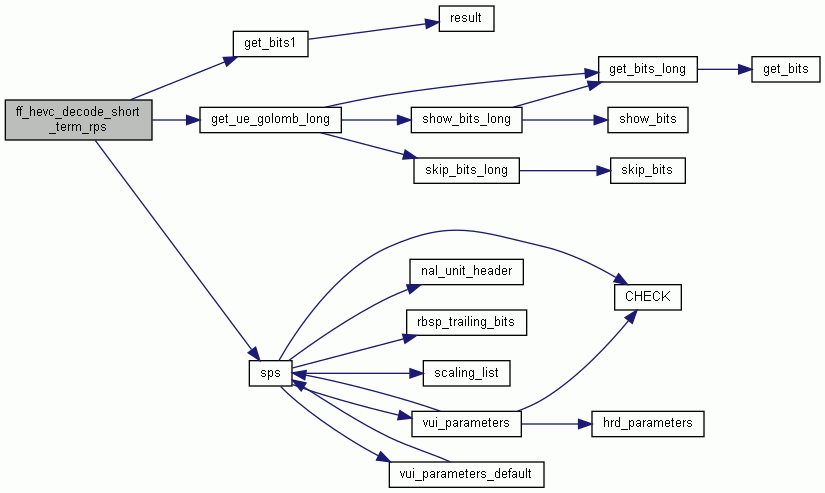 result
get_bits1
get_bits_long
get_bits
ff_hevc_decode_short
_term_rps
get_ue_golomb_long
show_bits_long
show_bits
skip_bits_long
skip_bits
nal_unit_header
CHECK
rbsp_trailing_bits
sps
scaling_list
vui_parameters
hrd_parameters
vui_parameters_default